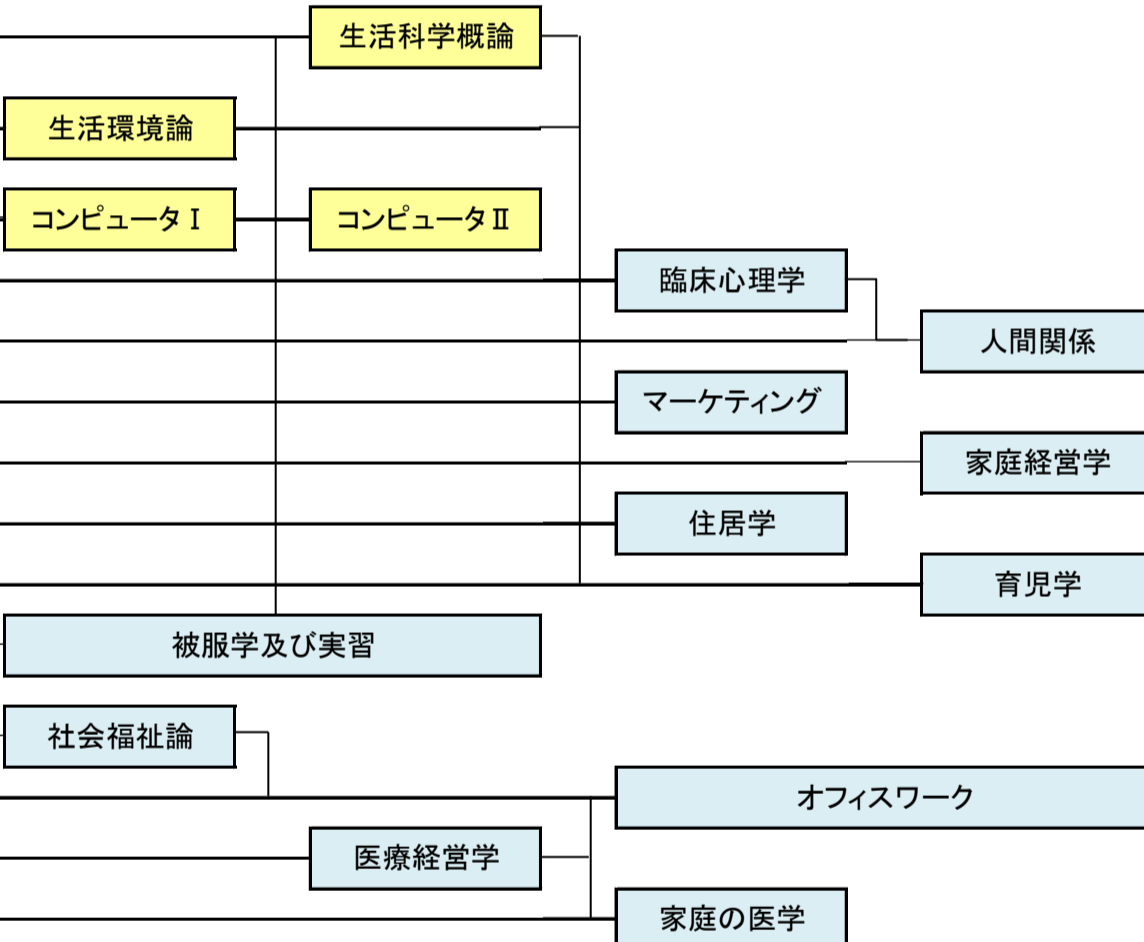 生活科学概論
生活環境論
コンピュータⅠ
コンピュータⅡ
臨床心理学
人間関係
マーケティング
家庭経営学
住居学
育児学
被服学及び実習
社会福祉論
オフィスワーク
医療経営学
家庭の医学